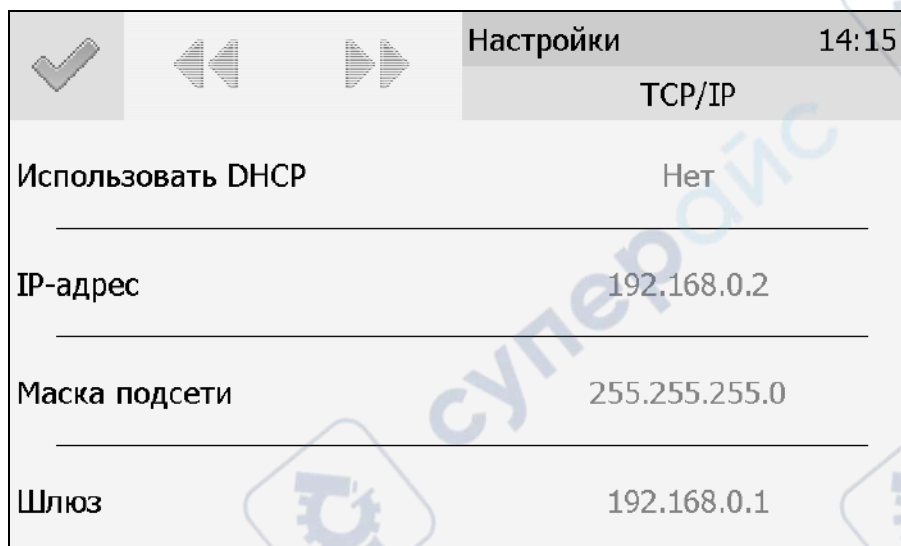 Настройки 14:15
TCP/IP
Использовать DHCP Нет
IP-адрес 192.168.0.2
Маска подсети 255.255.255.0
Шлюз 192.168.0.1
суперайс